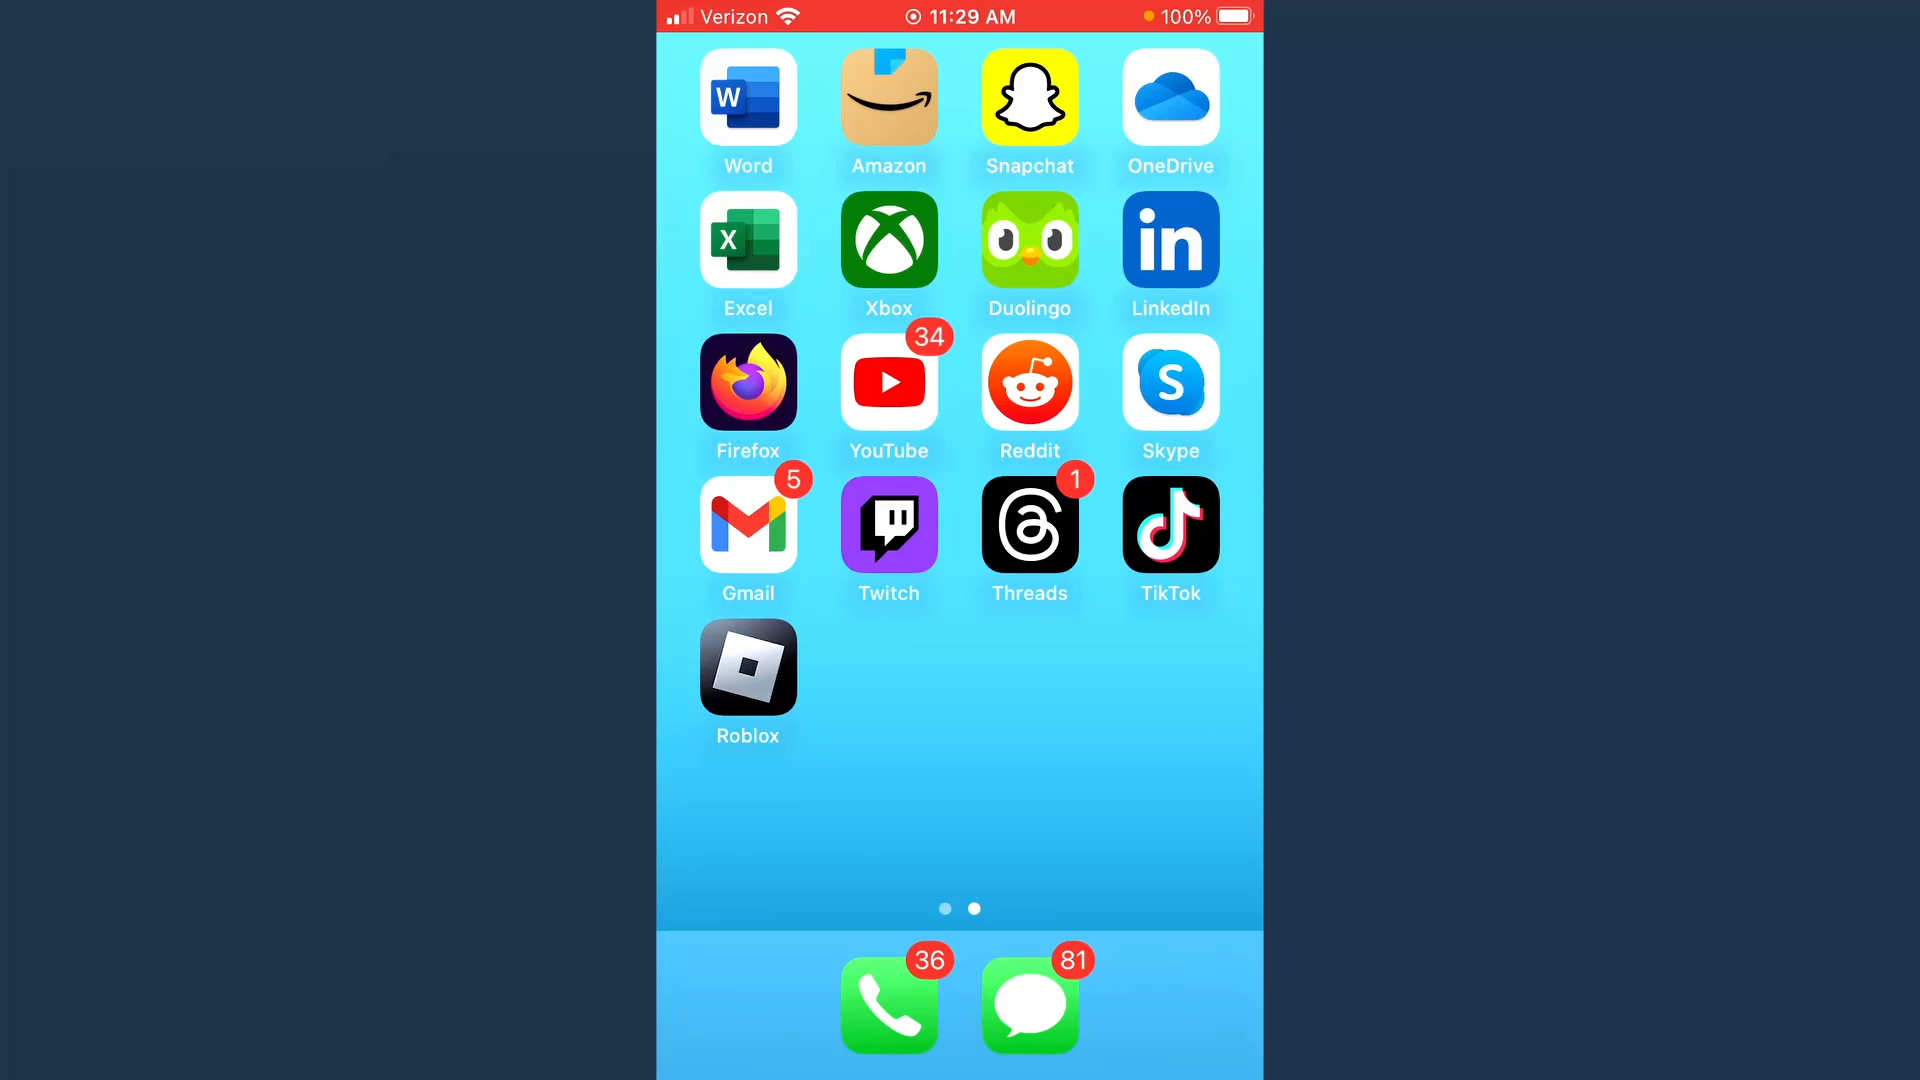 Verizon 11:29 AM 100%
W
Word Amazon Snapchat OneDrive
X in
Excel Xbox Duolingo LinkedIn
34
S
Firefox YouTube Reddit Skype
5 1
Gmail Twitch Threads TikTok
Roblox
36 81